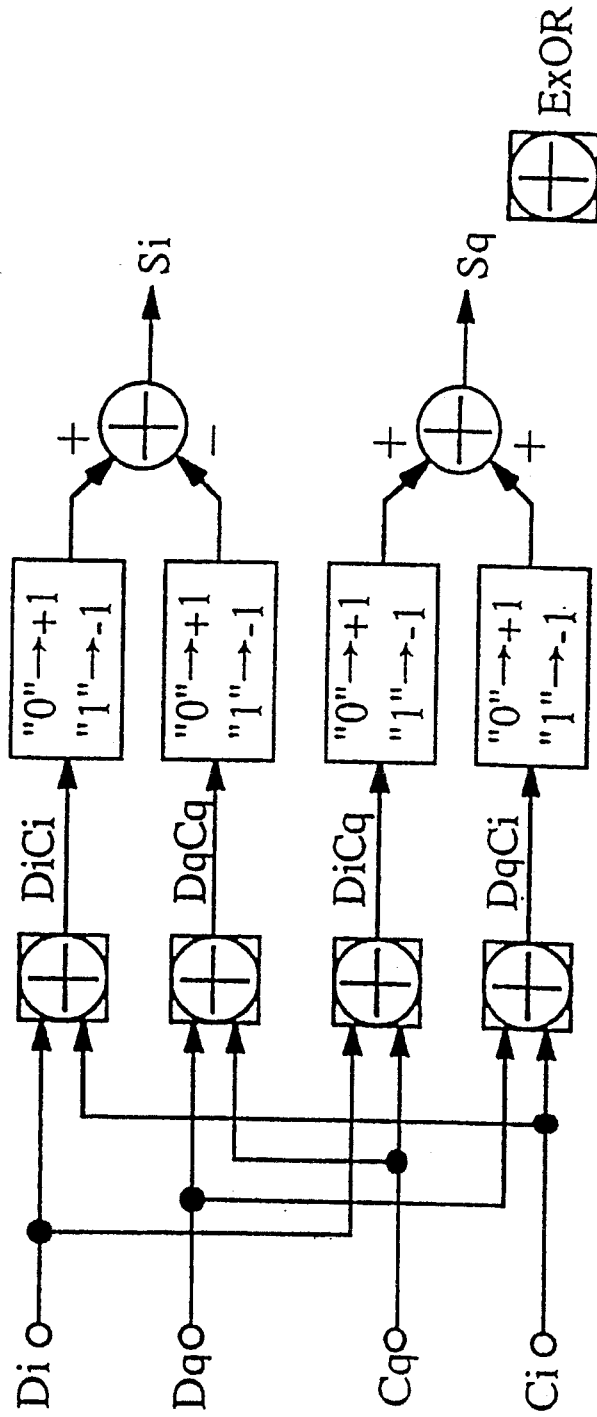 Di
Dq
Cq
Ci
DiCi
DqCq
DiCq
DqCi
"0"→+1
"1"→-1
"0"→+1
"1"→-1
"0"→+1
"1"→-1
"0"→+1
"1"→-1
+
-
+
+
Si
Sq
ExOR